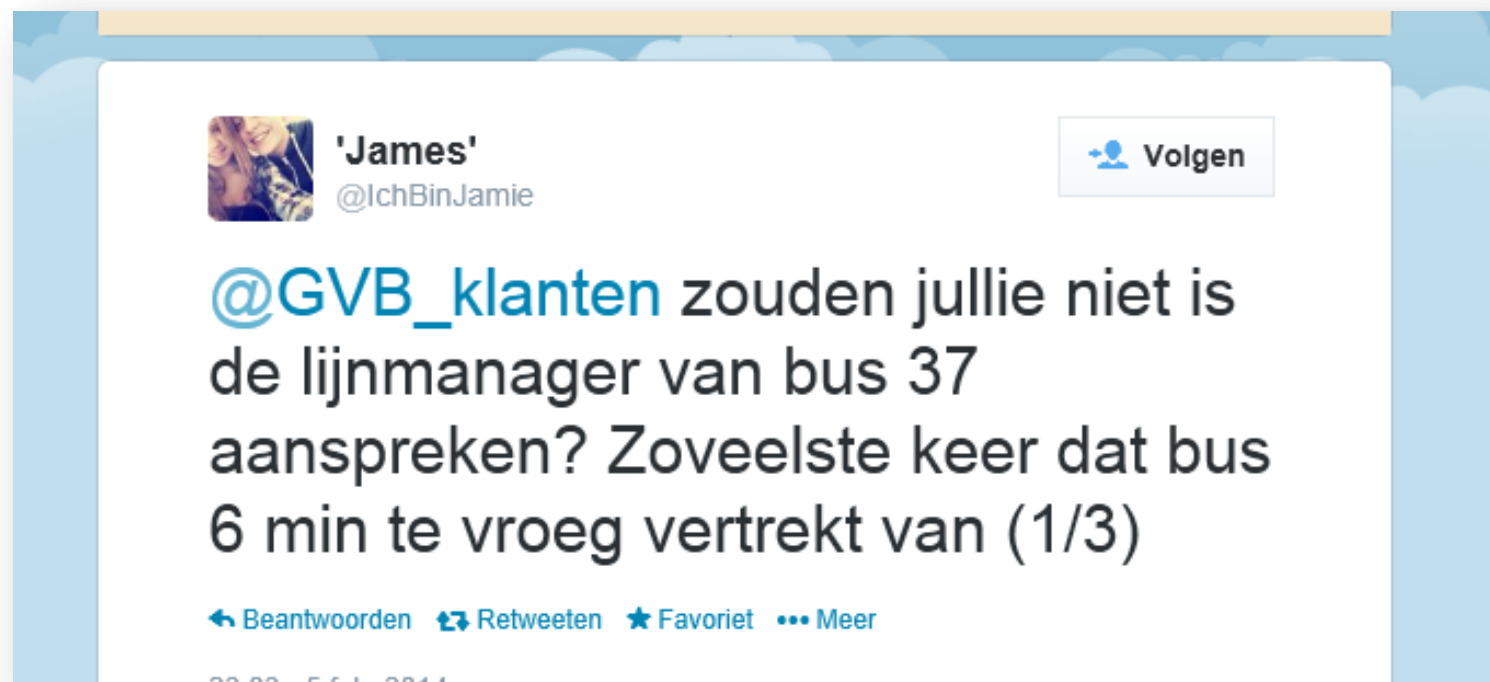 'James'
@IchBinJamie
Volgen
@GVB_klanten zouden jullie niet is
de lijnmanager van bus 37
aanspreken? Zoveelste keer dat bus
6 min te vroeg vertrekt van (1/3)
Beantwoorden Retweeten Favoriet Meer